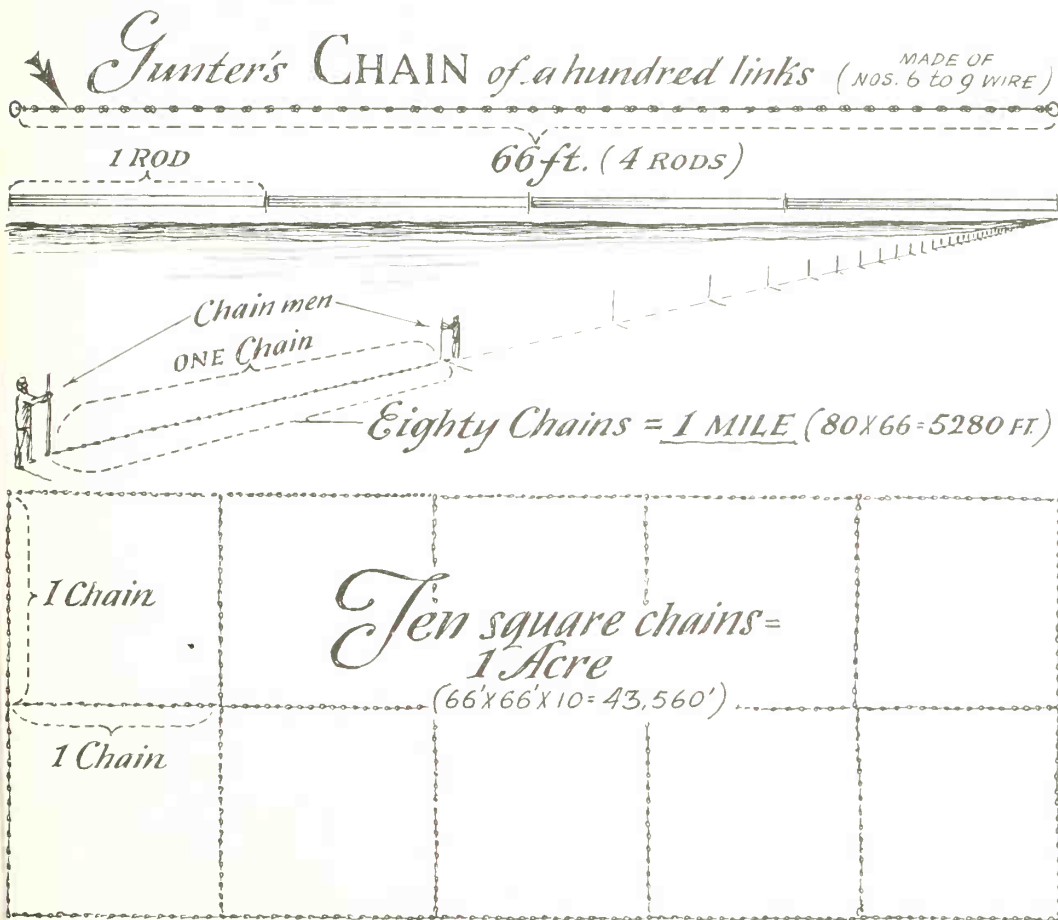 Gunter's CHAIN of a hundred links (MADE OF
NOS. 6 to 9 WIRE)
1 ROD
66 ft. (4 RODS)
Chain men
ONE Chain
Eighty Chains = 1 MILE (80X66=5280 FT.)
1 Chain
Ten square chains =
1 Acre
(66'X66'X10=43,560')
1 Chain